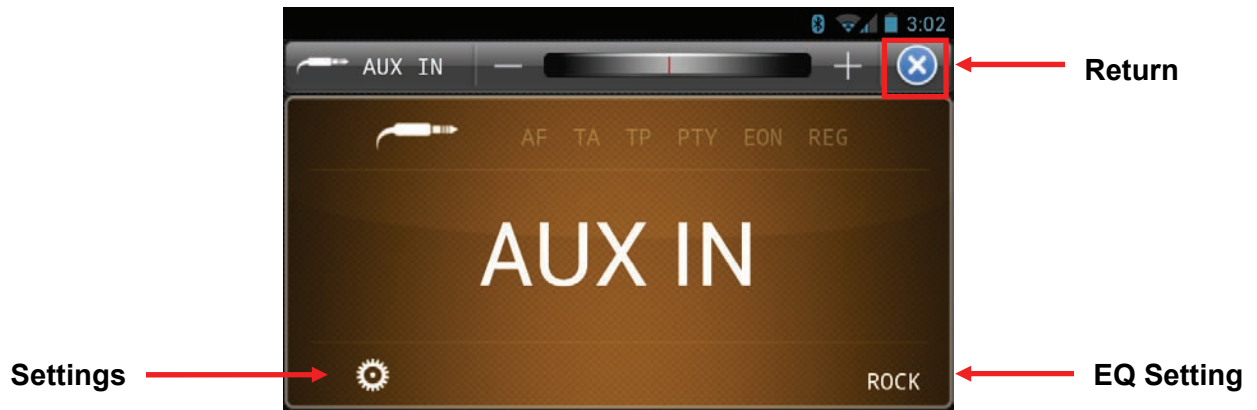 3:02
AUX IN
Return
AF TA TP PTY EON REG
AUX IN
Settings
ROCK
EQ Setting